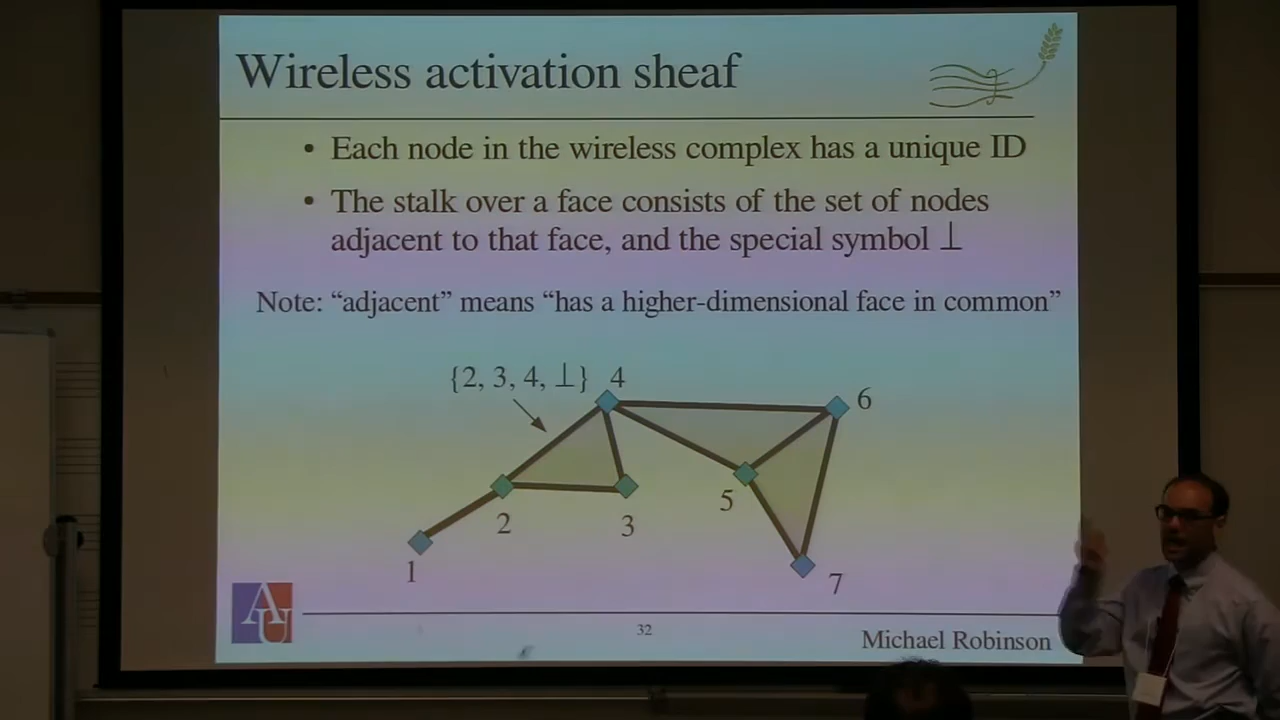 Wireless activation sheaf
• Each node in the wireless complex has a unique ID
• The stalk over a face consists of the set of nodes
adjacent to that face, and the special symbol ⊥
Note: “adjacent” means “has a higher-dimensional face in common”
{2, 3, 4, ⊥} 4
6
5
2
3
1
7
AU
32
Michael Robinson